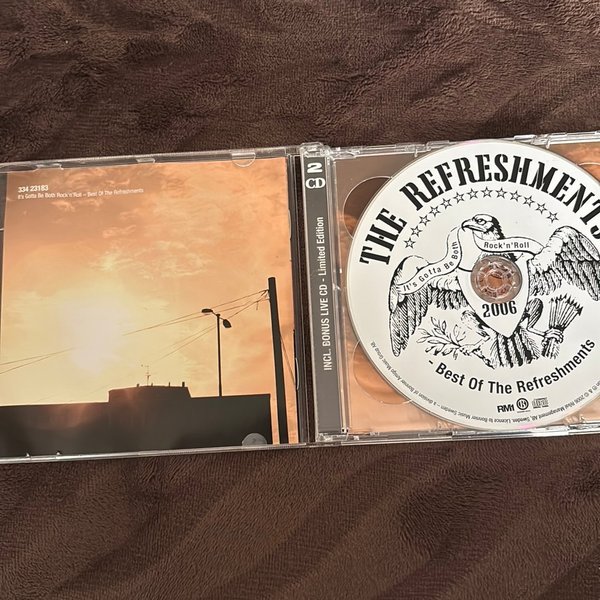 334 23183
It's Gotta Be Both Rock'n'Roll – Best Of The Refreshments
2 CD
INCL. BONUS LIVE CD - Limited Edition
THE REFRESHMENTS
It's Gotta Be Both
Rock'n'Roll
2006
Best Of The Refreshments
RMI